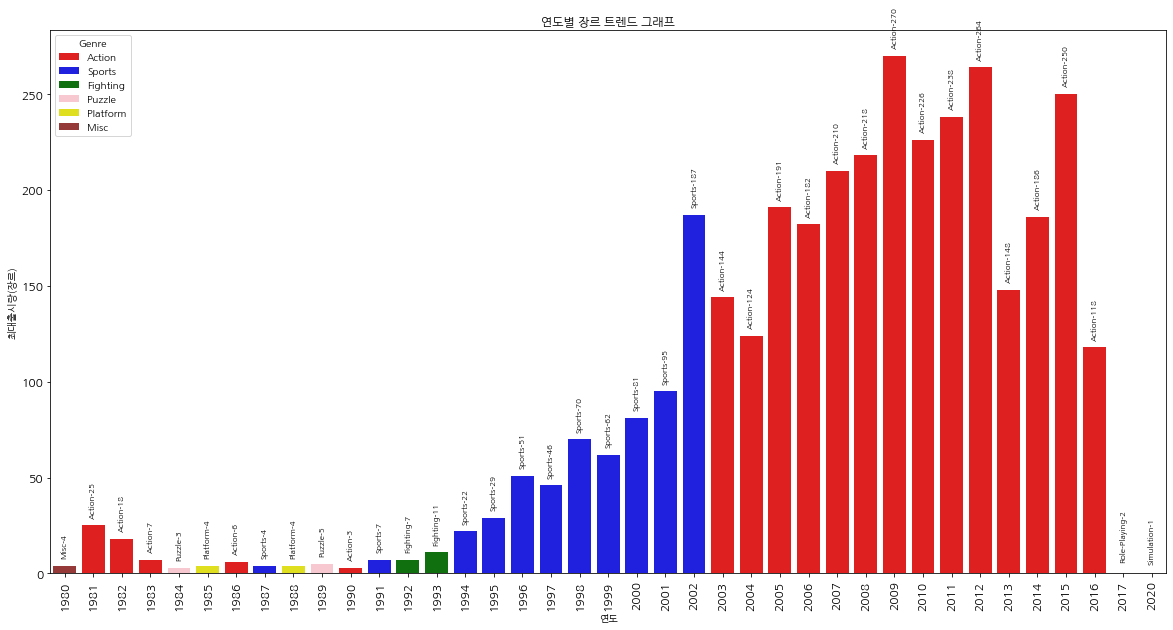 연도별 장르 트렌드 그래프
Genre
Action
Sports
Fighting
Puzzle
Platform
Misc
최대출시량(장르)
250
200
150
100
50
0
Misc-4
Action-25
Action-18
Action-7
Puzzle-3
Platform-4
Action-6
Sports-4
Platform-4
Puzzle-5
Action-3
Sports-7
Fighting-7
Fighting-11
Sports-22
Sports-29
Sports-51
Sports-46
Sports-70
Sports-62
Sports-81
Sports-95
Sports-187
Action-144
Action-124
Action-191
Action-182
Action-210
Action-218
Action-270
Action-226
Action-238
Action-264
Action-148
Action-186
Action-250
Action-118
Role-Playing-2
Simulation-1
1980
1981
1982
1983
1984
1985
1986
1987
1988
1989
1990
1991
1992
1993
1994
1995
1996
1997
1998
1999
2000
2001
2002
2003
2004
2005
2006
2007
2008
2009
2010
2011
2012
2013
2014
2015
2016
2017
2020
연도